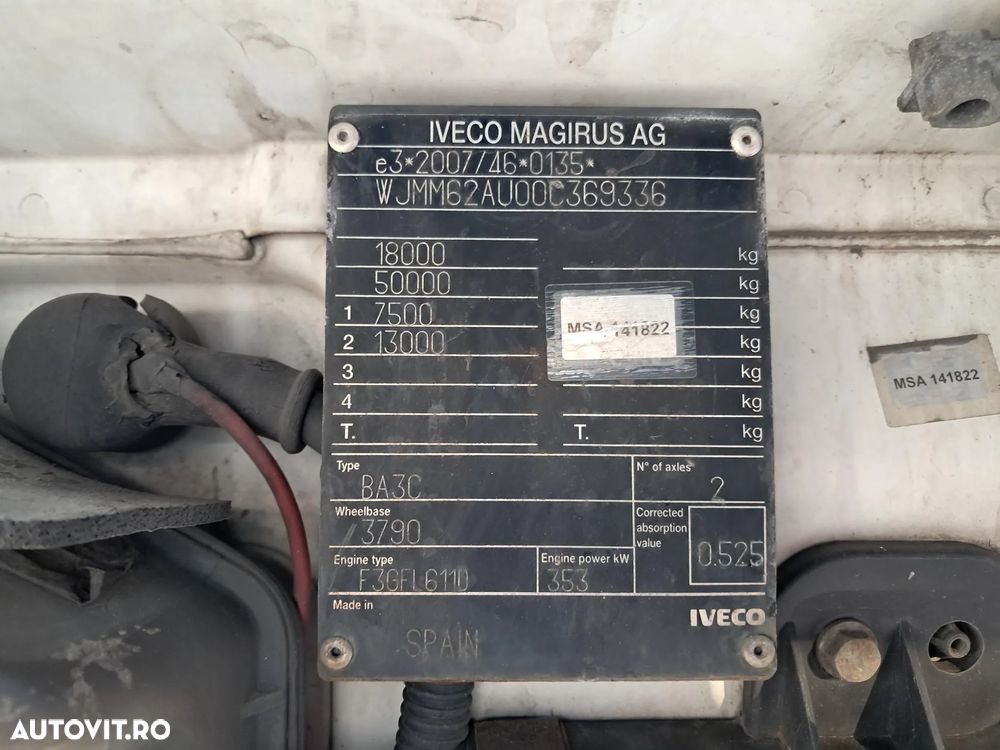 IVECO MAGIRUS AG
e3*2007/46*0135*
WJMM62AU00C369336
18000 kg
50000 kg
1 7500 kg
2 13000 kg
3 kg
4 kg
T. T. kg
MSA 141822
MSA 141822
Type
BA3C
N° of axles
2
Wheelbase
3790
Corrected absorption value
0.525
Engine type
F3GFL611D
Engine power kW
353
Made in
SPAIN
IVECO
AUTOVIT.RO